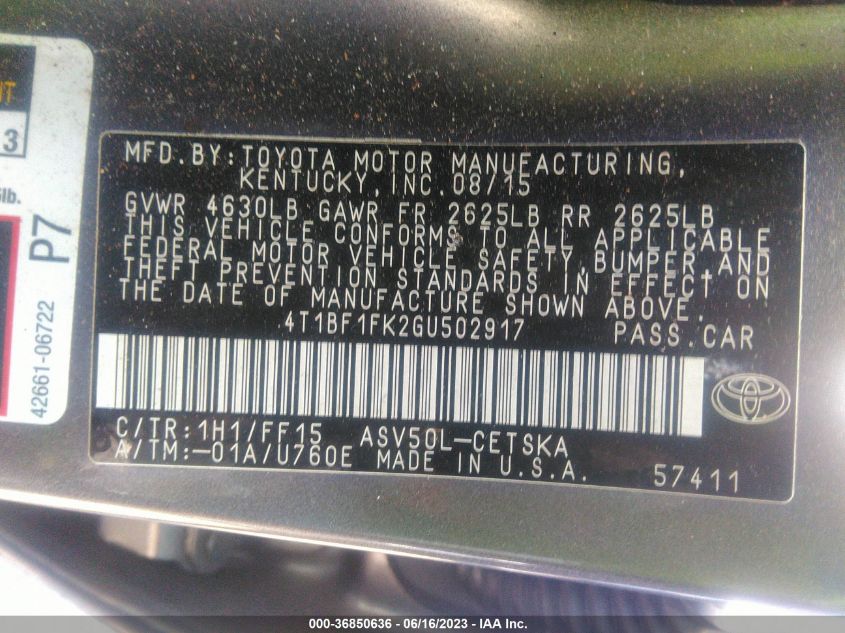 UT
3
lb.
P7
42661-06722
MFD.BY:TOYOTA MOTOR MANUFACTURING,
KENTUCKY,INC.08/15
GVWR 4630LB GAWR FR 2625LB RR 2625LB
THIS VEHICLE CONFORMS TO ALL APPLICABLE
FEDERAL MOTOR VEHICLE SAFETY,BUMPER,AND
THEFT PREVENTION STANDARDS IN EFFECT ON
THE DATE OF MANUFACTURE SHOWN ABOVE.
4T1BF1FK2GU502917 PASS.CAR
C/TR:1H1/FF15 ASV50L-CETSKA
A/TM:-01A/U760E MADE IN U.S.A. 57411
000-36850636 - 06/16/2023 - IAA Inc.